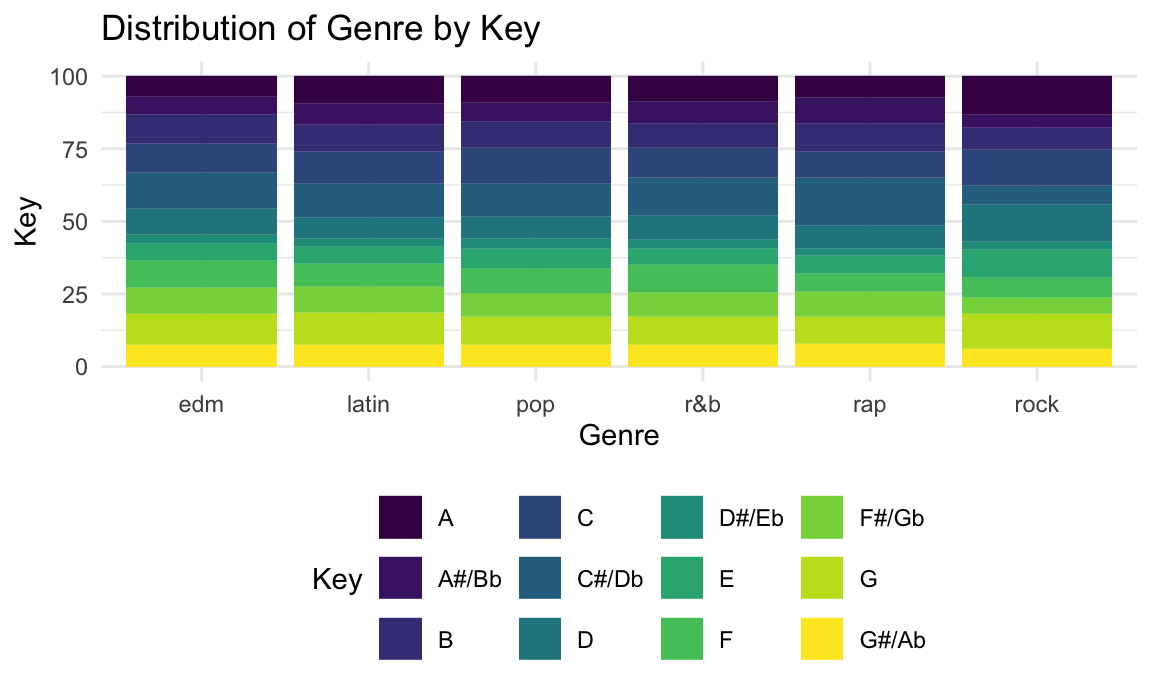 Distribution of Genre by Key
100
75
50
25
0
Key
edm latin pop r&b rap rock
Genre
Key
A C D#/Eb F#/Gb
A#/Bb C#/Db E G
B D F G#/Ab